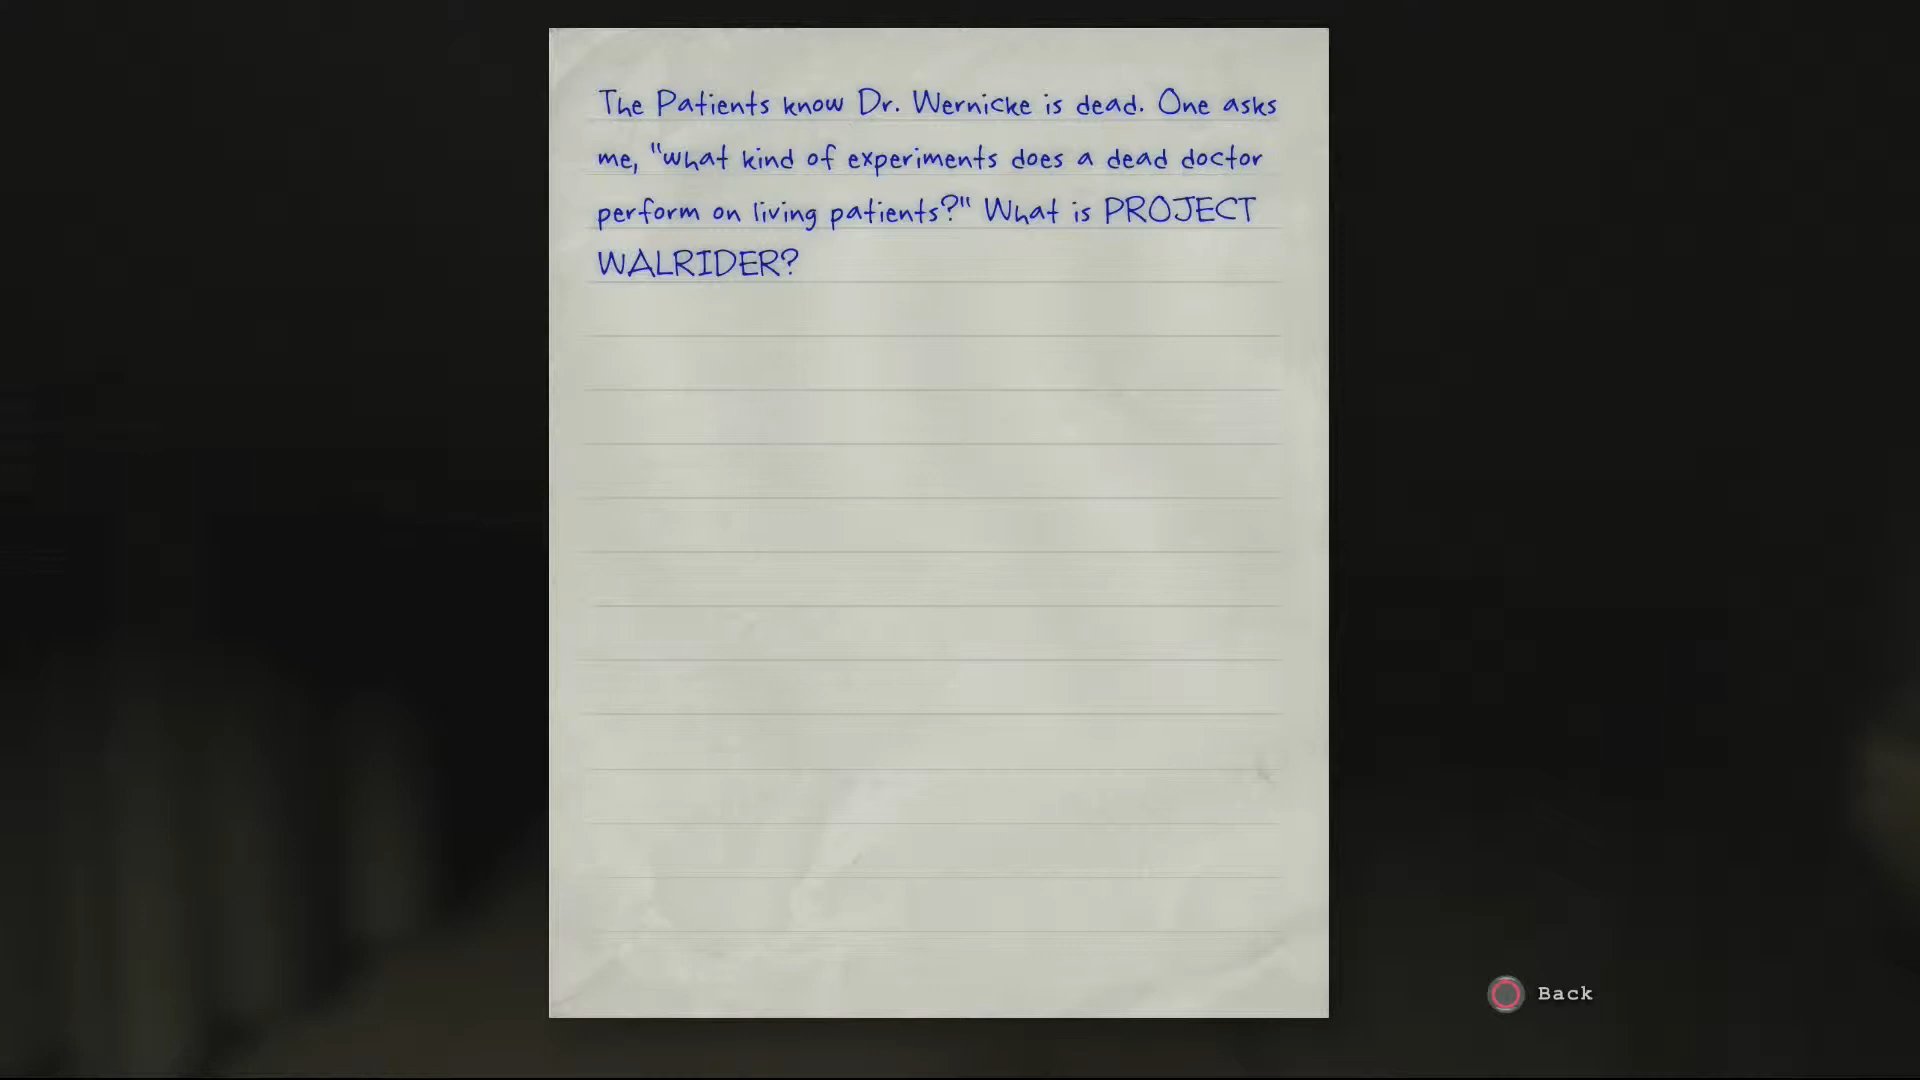 The Patients know Dr. Wernicke is dead. One asks
me, "what kind of experiments does a dead doctor
perform on living patients?" What is PROJECT
WALRIDER?
Back